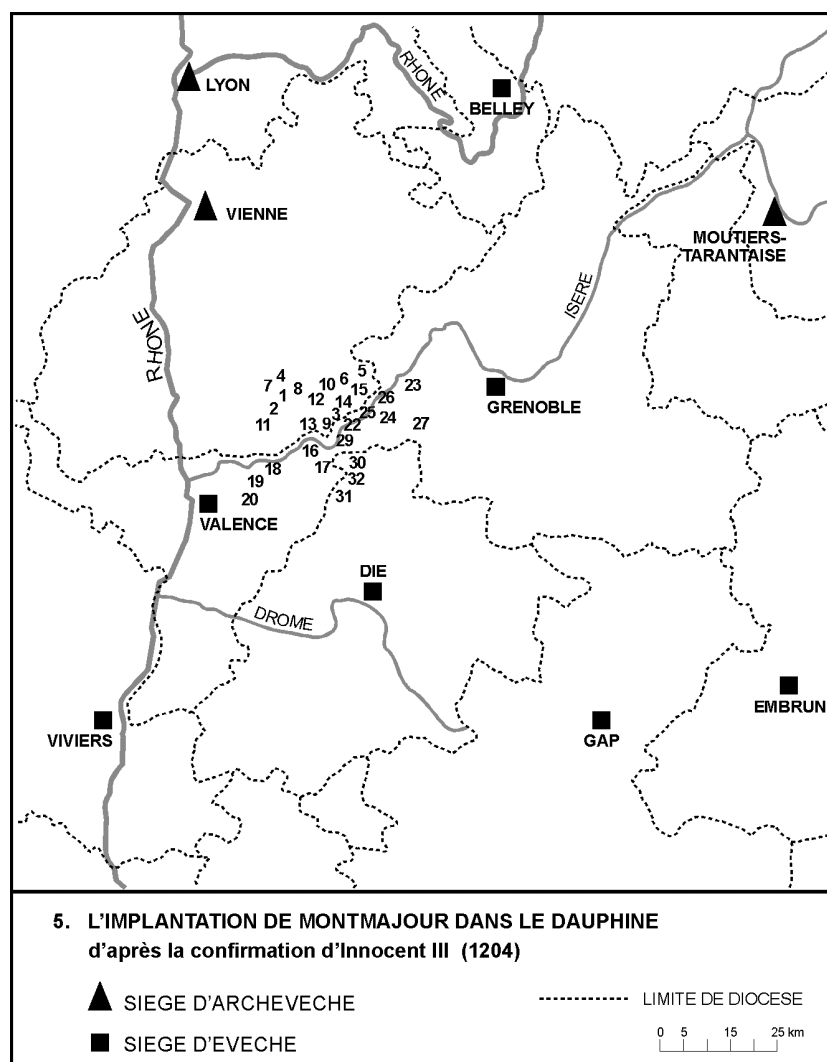 RHONE
LYON
BELLEY
VIENNE
MOUTIERS-
TARANTAISE
ISERE
RHONE
5
4
6
7
8
10
15
23
1
12
26
GRENOBLE
14
2
3
25
24
11
13
9
22
27
29
16
30
18
17
19
32
20
31
VALENCE
DIE
DROME
EMBRUN
VIVIERS
GAP
5. L'IMPLANTATION DE MONTMAJOUR DANS LE DAUPHINE
d'après la confirmation d'Innocent III (1204)
SIEGE D'ARCHEVECHE
LIMITE DE DIOCESE
SIEGE D'EVECHE
0 5 15 25 km